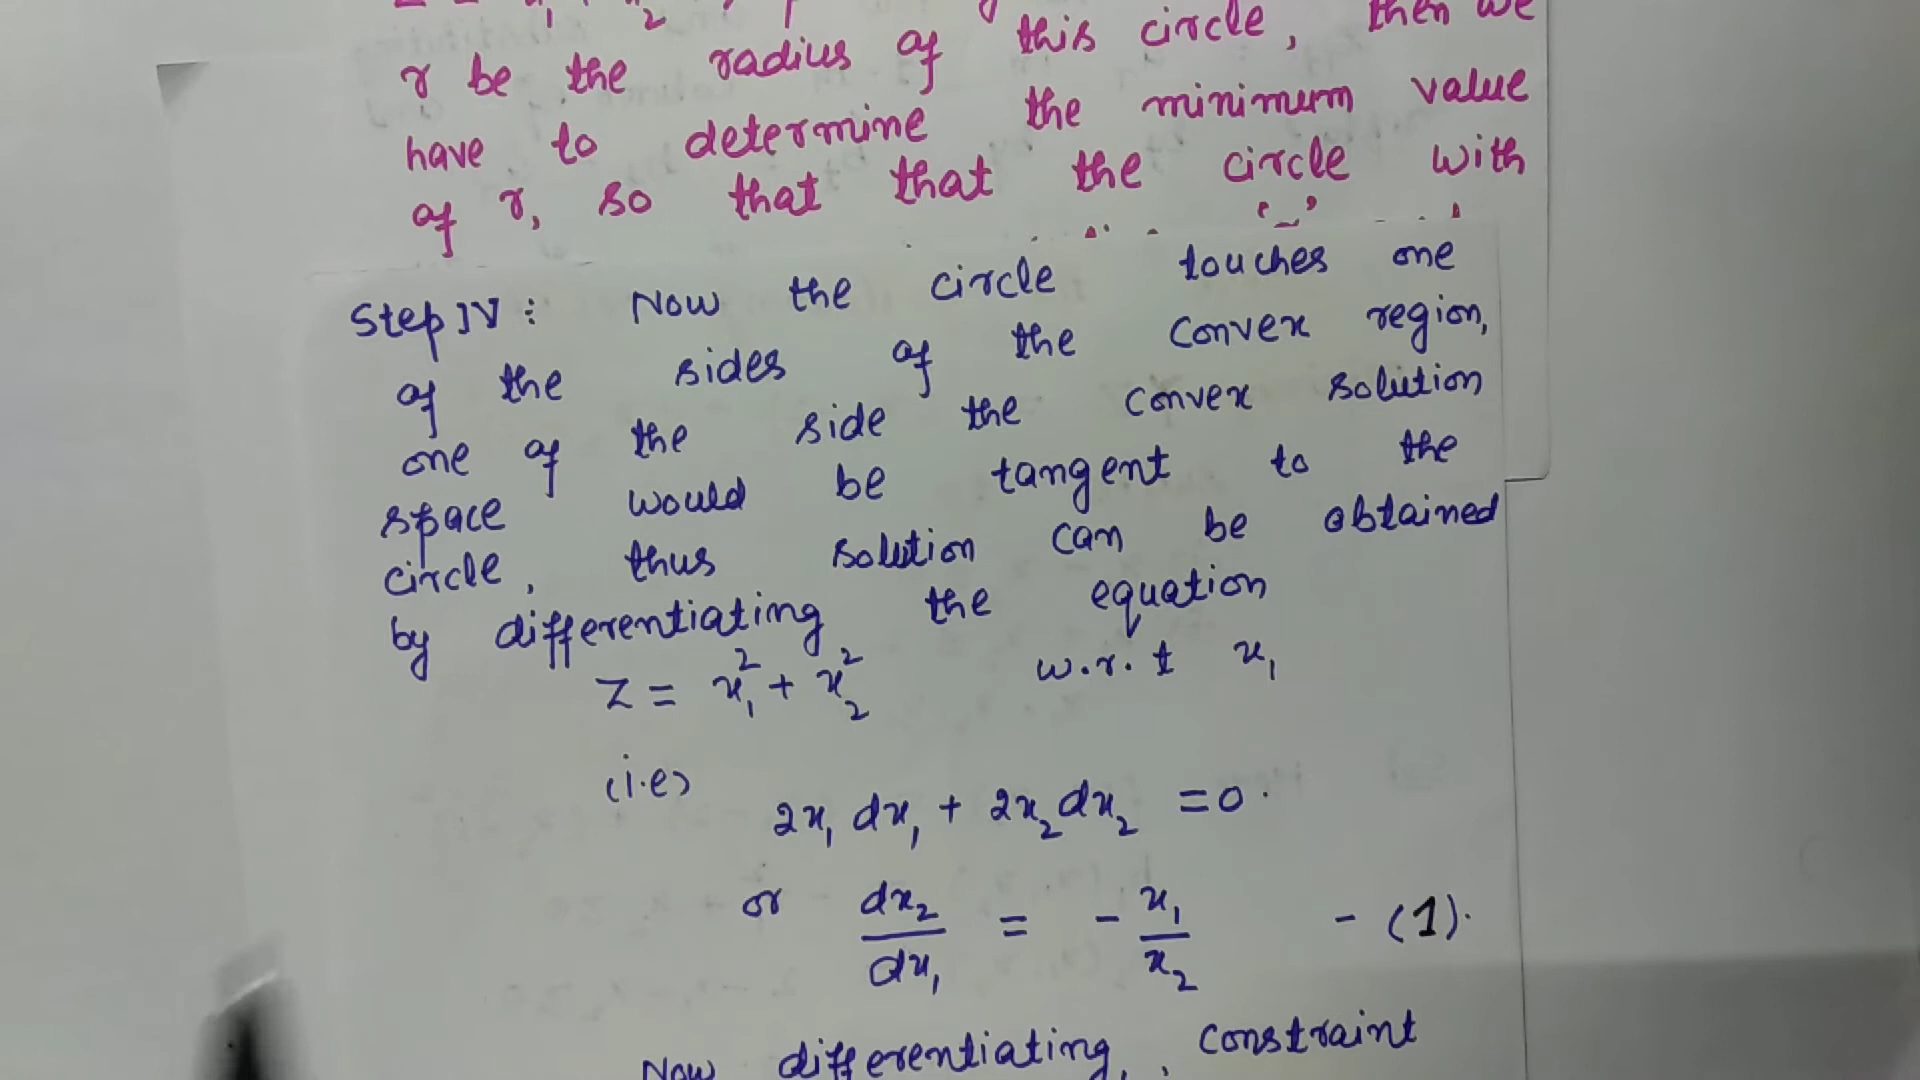 r be the radius of this circle, then we
have to determine the minimum value
of r, so that that the circle with
Step IV: Now the circle touches one
of the sides of the convex region,
one of the side the convex solution
space would be tangent to the
circle, thus solution can be obtained
by differentiating the equation
Z = x₁² + x₂² w.r.t x₁
(i.e)
2x₁ dx₁ + 2x₂ dx₂ = 0.
or dx₂/dx₁ = - x₁/x₂ - (1).
Now differentiating, constraint